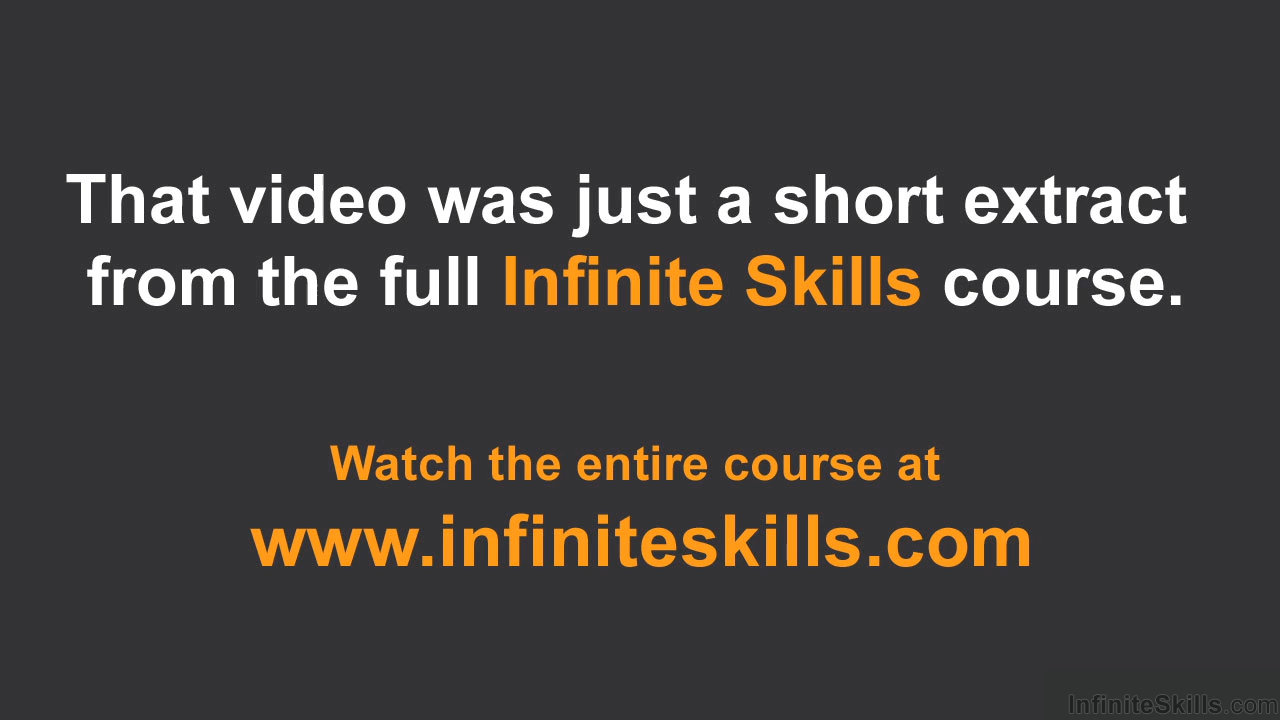 That video was just a short extract
from the full Infinite Skills course.
Watch the entire course at
www.infiniteskills.com
InfiniteSkills.com